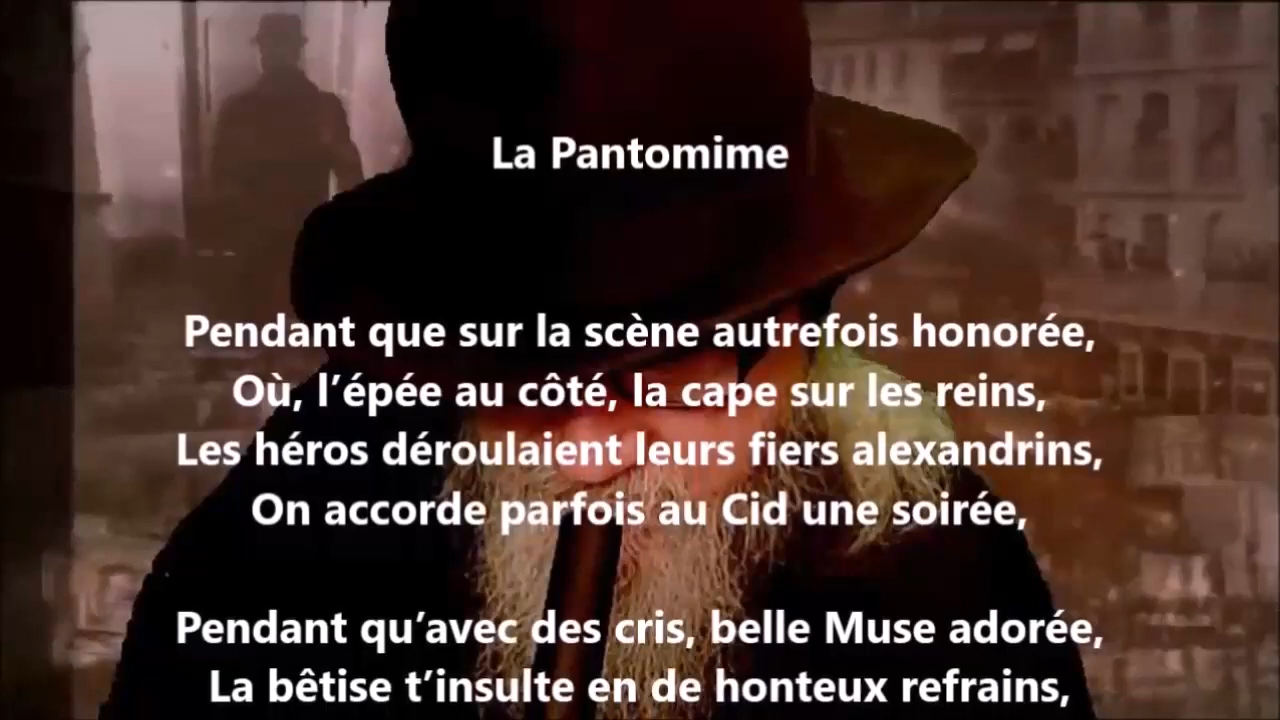 La Pantomime
Pendant que sur la scène autrefois honorée,
Où, l’épée au côté, la cape sur les reins,
Les héros déroulaient leurs fiers alexandrins,
On accorde parfois au Cid une soirée,
Pendant qu’avec des cris, belle Muse adorée,
La bêtise t’insulte en de honteux refrains,